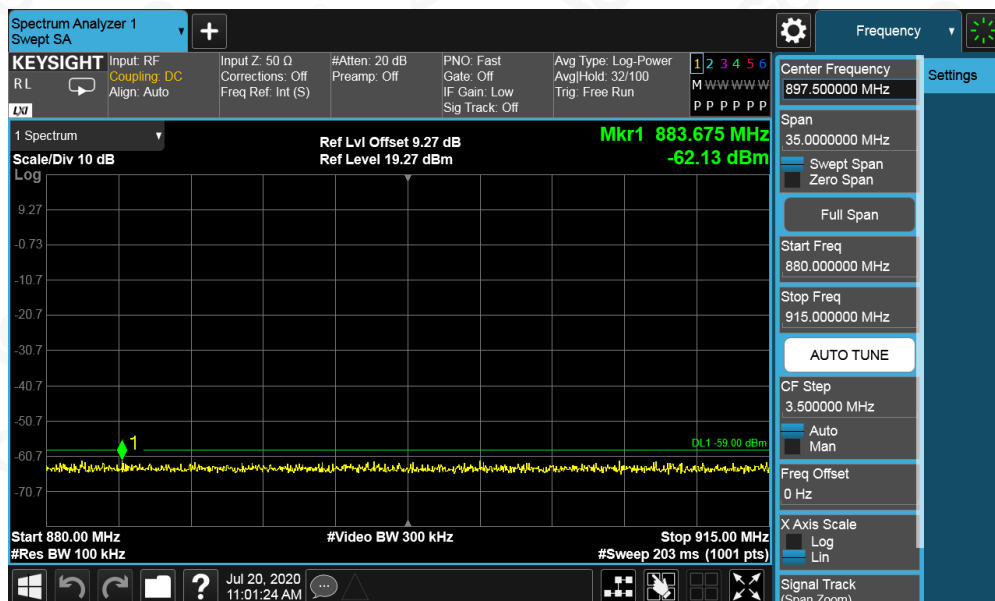 Spectrum Analyzer 1
Swept SA
+
Frequency
KEYSIGHT
RL
LXI
Input: RF
Coupling: DC
Align: Auto
Input Z: 50 Ω
Corrections: Off
Freq Ref: Int (S)
#Atten: 20 dB
Preamp: Off
PNO: Fast
Gate: Off
IF Gain: Low
Sig Track: Off
Avg Type: Log-Power
Avg|Hold: 32/100
Trig: Free Run
1 2 3 4 5 6
M W W W W W
P P P P P P
1 Spectrum
Scale/Div 10 dB
Log
Ref Lvl Offset 9.27 dB
Ref Level 19.27 dBm
Mkr1 883.675 MHz
-62.13 dBm
9.27
-0.73
-10.7
-20.7
-30.7
-40.7
-50.7
-60.7
-70.7
1
DL1 -59.00 dBm
Start 880.00 MHz
#Res BW 100 kHz
#Video BW 300 kHz
Stop 915.00 MHz
#Sweep 203 ms (1001 pts)
?
Jul 20, 2020
11:01:24 AM
Center Frequency
897.500000 MHz
Span
35.0000000 MHz
Swept Span
Zero Span
Full Span
Start Freq
880.000000 MHz
Stop Freq
915.000000 MHz
AUTO TUNE
CF Step
3.500000 MHz
Auto
Man
Freq Offset
0 Hz
X Axis Scale
Log
Lin
Signal Track
(Span Zoom)
Settings